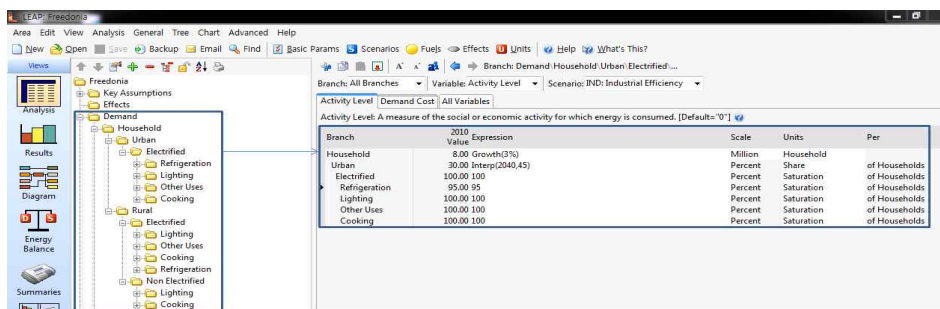 LEAP: Freedonia
Area Edit View Analysis General Tree Chart Advanced Help
New Open Save Backup Email Find Basic Params Scenarios Fuels Effects Units Help What's This?
Views
Analysis
Results
Diagram
Energy
Balance
Summaries
Freedonia
Key Assumptions
Effects
Demand
Household
Urban
Electrified
Refrigeration
Lighting
Other Uses
Cooking
Rural
Electrified
Lighting
Other Uses
Cooking
Refrigeration
Non Electrified
Lighting
Cooking
Branch: Demand\Household\Urban\Electrified\...
Branch: All Branches Variable: Activity Level Scenario: IND: Industrial Efficiency
Activity Level Demand Cost All Variables
Activity Level: A measure of the social or economic activity for which energy is consumed. [Default="0"]
Branch 2010 Value Expression Scale Units Per
Household 8.00 Growth(3%) Million Household
Urban 30.00 Interp(2040,45) Percent Share of Households
Electrified 100.00 100 Percent Saturation of Households
Refrigeration 95.00 95 Percent Saturation of Households
Lighting 100.00 100 Percent Saturation of Households
Other Uses 100.00 100 Percent Saturation of Households
Cooking 100.00 100 Percent Saturation of Households